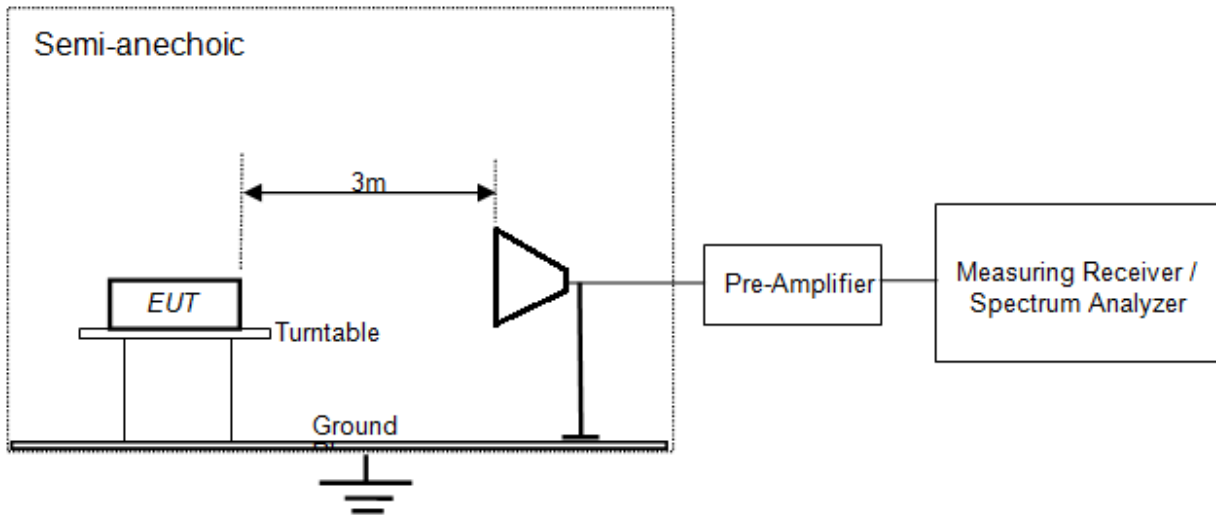 Semi-anechoic
3m
EUT
Turntable
Pre-Amplifier
Measuring Receiver /
Spectrum Analyzer
Ground